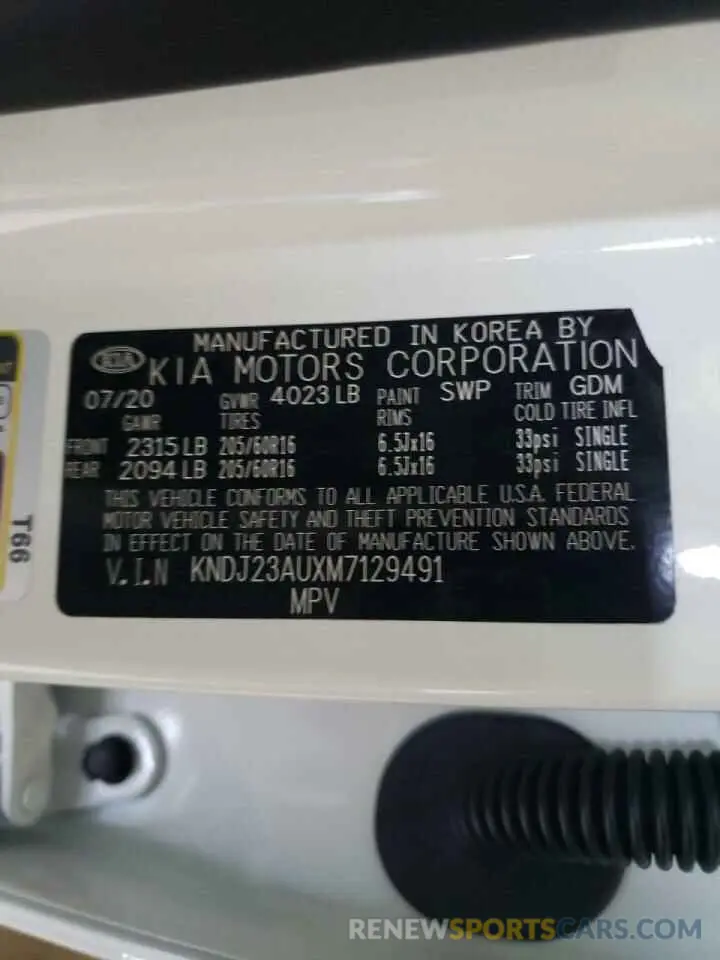 MANUFACTURED IN KOREA BY
KIA KIA MOTORS CORPORATION
07/20 GVWR 4023 LB PAINT SWP TRIM GDM
GAWR TIRES RIMS COLD TIRE INFL
FRONT 2315 LB 205/60R16 6.5Jx16 33psi SINGLE
REAR 2094 LB 205/60R16 6.5Jx16 33psi SINGLE
THIS VEHICLE CONFORMS TO ALL APPLICABLE U.S.A. FEDERAL
MOTOR VEHICLE SAFETY AND THEFT PREVENTION STANDARDS
IN EFFECT ON THE DATE OF MANUFACTURE SHOWN ABOVE.
V.I.N KNDJ23AUXM7129491
MPV
T66
RENEWSPORTSCARS.COM